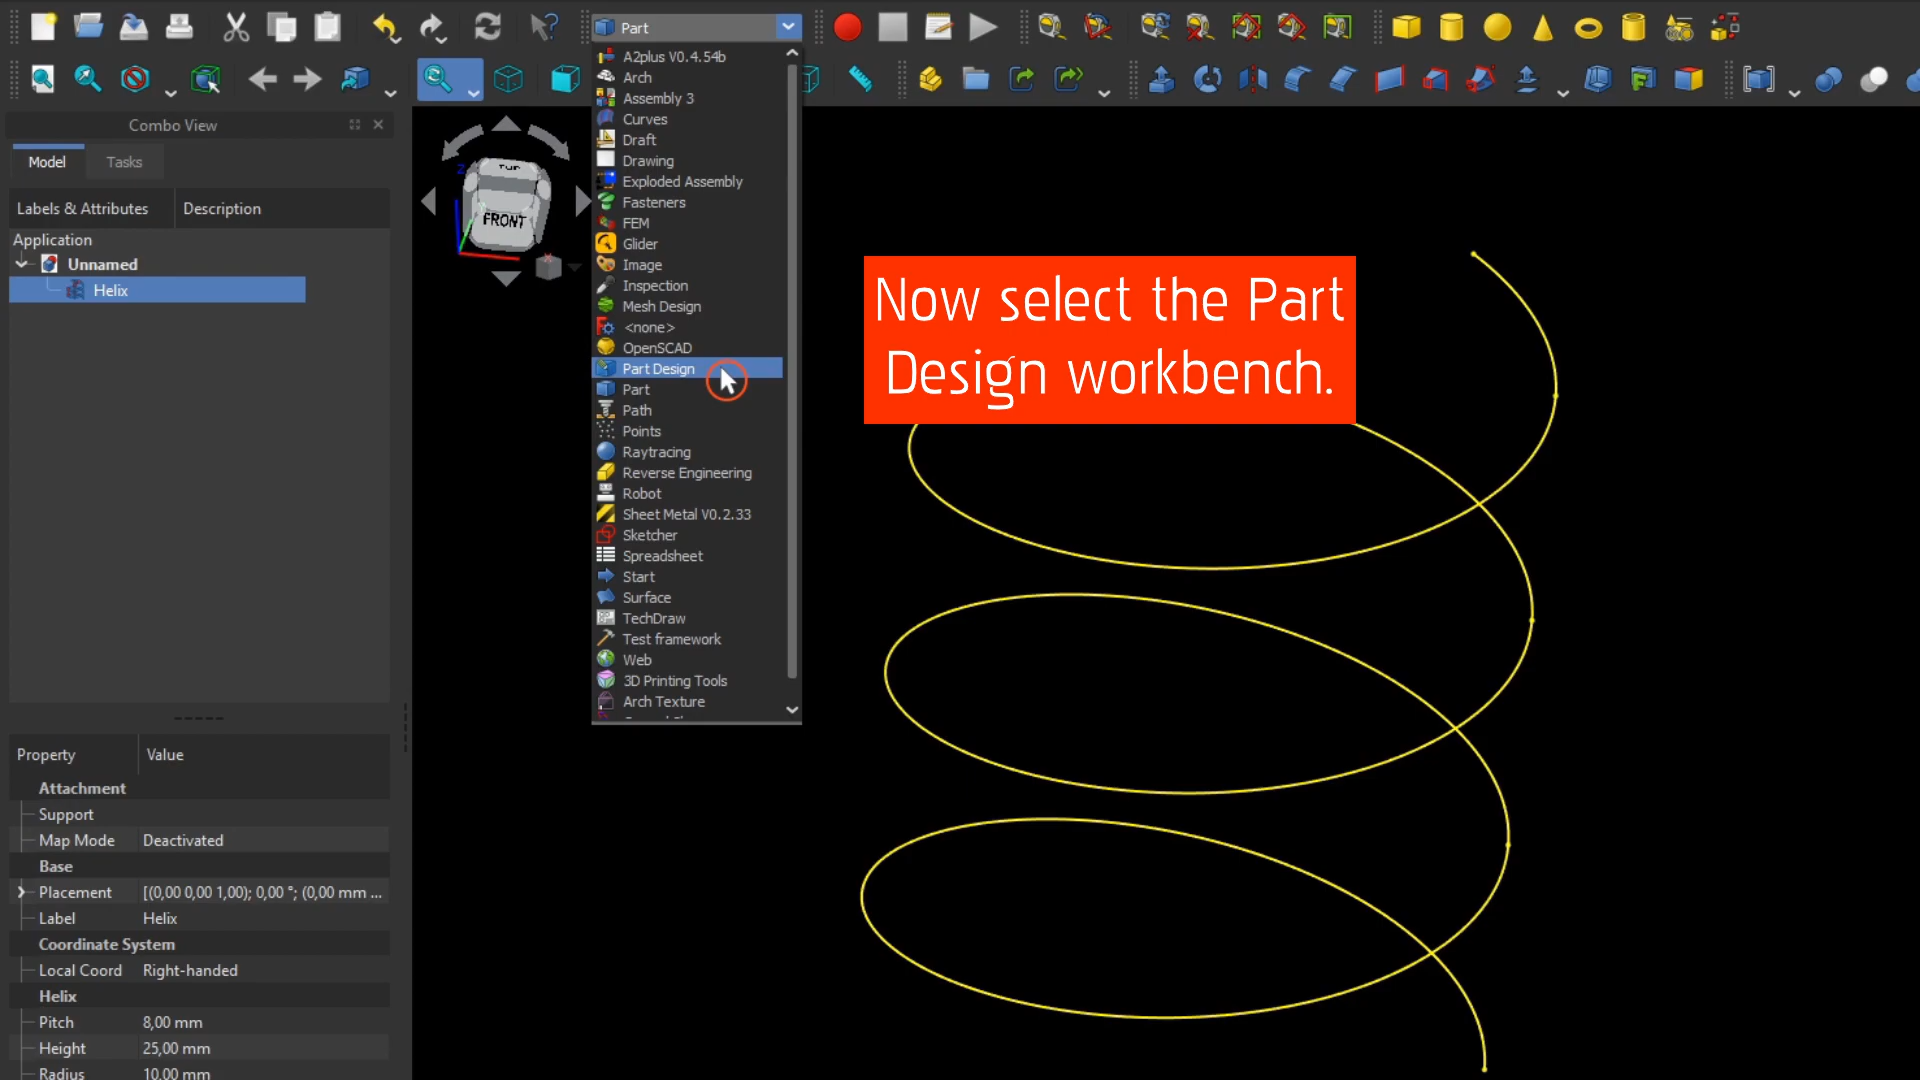 Part
A2plus V0.4.54b
Arch
Assembly 3
Curves
Draft
Drawing
Exploded Assembly
Fasteners
FEM
Glider
Image
Inspection
Mesh Design
<none>
OpenSCAD
Part Design
Part
Path
Points
Raytracing
Reverse Engineering
Robot
Sheet Metal V0.2.33
Sketcher
Spreadsheet
Start
Surface
TechDraw
Test framework
Web
3D Printing Tools
Arch Texture
Combo View
Model Tasks
Labels & Attributes Description
Application
Unnamed
Helix
Property Value
Attachment
Support
Map Mode Deactivated
Base
Placement [(0,00 0,00 1,00); 0,00 °; (0,00 mm ...
Label Helix
Coordinate System
Local Coord Right-handed
Helix
Pitch 8,00 mm
Height 25,00 mm
Radius 10,00 mm
TOP
FRONT
Z
Now select the Part
Design workbench.